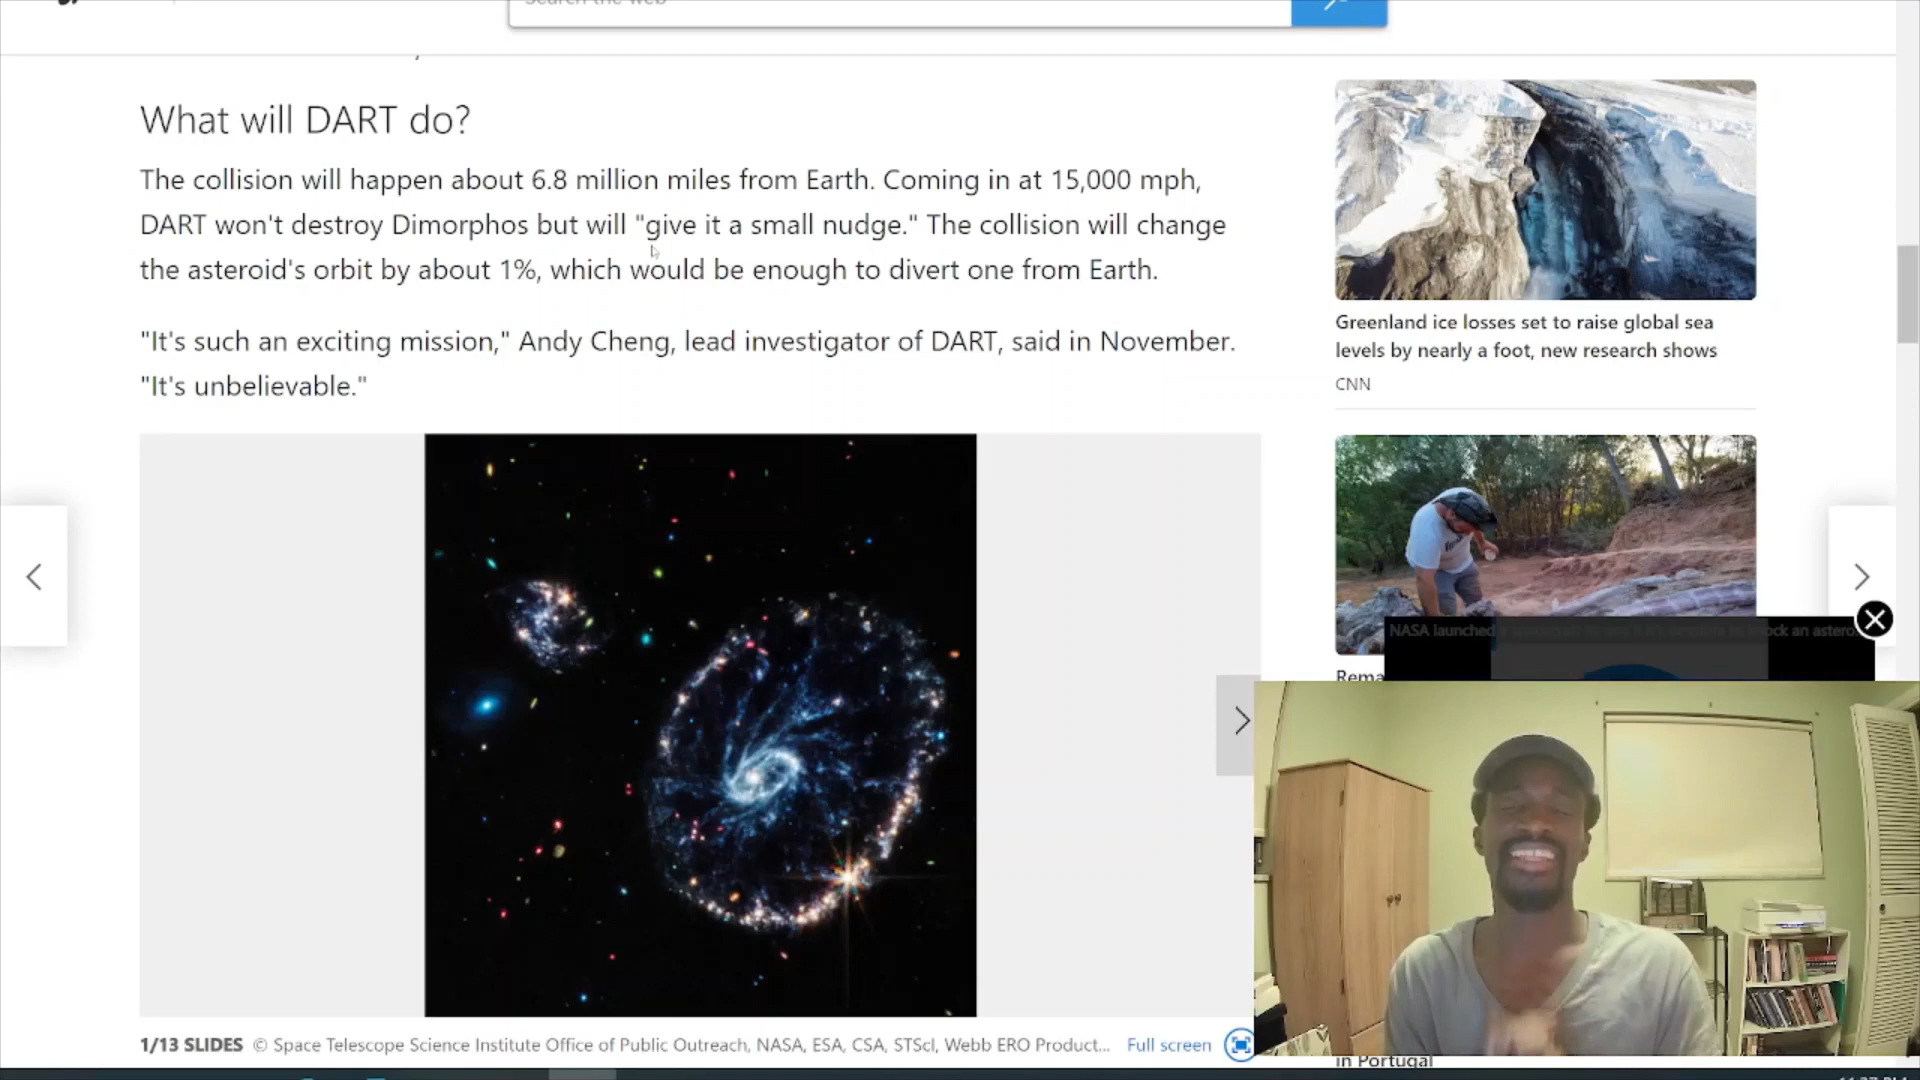 Search the web
What will DART do?
The collision will happen about 6.8 million miles from Earth. Coming in at 15,000 mph,
DART won't destroy Dimorphos but will "give it a small nudge." The collision will change
the asteroid's orbit by about 1%, which would be enough to divert one from Earth.
"It's such an exciting mission," Andy Cheng, lead investigator of DART, said in November.
"It's unbelievable."
1/13 SLIDES © Space Telescope Science Institute Office of Public Outreach, NASA, ESA, CSA, STScI, Webb ERO Product... Full screen
Greenland ice losses set to raise global sea
levels by nearly a foot, new research shows
CNN
NASA launched
Rema
in Portugal